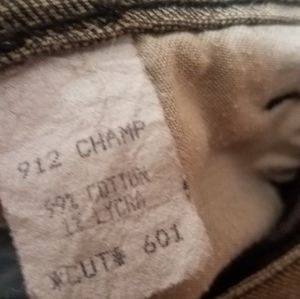 912 CHAMP
99% COTTON
1% LYCRA
*CUT# 601